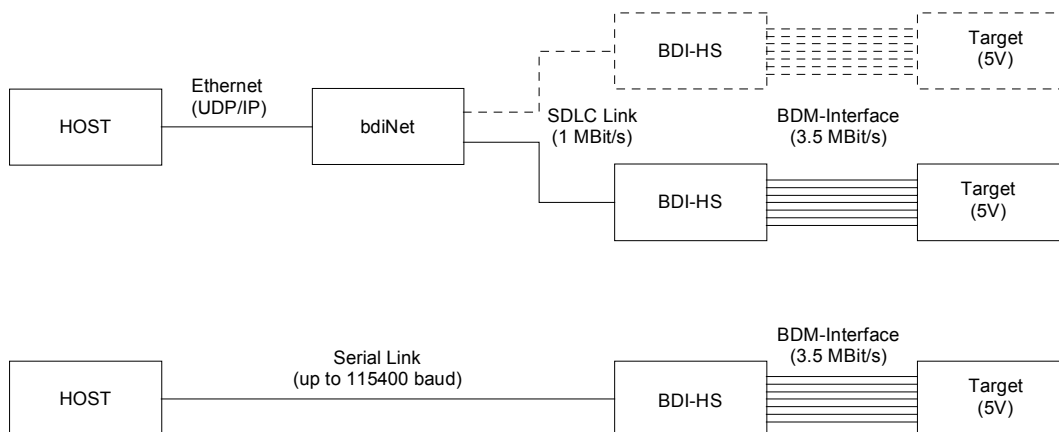 BDI-HS
Target
(5V)
Ethernet
(UDP/IP)
HOST
bdiNet
SDLC Link
(1 MBit/s)
BDM-Interface
(3.5 MBit/s)
BDI-HS
Target
(5V)
BDM-Interface
(3.5 MBit/s)
Serial Link
(up to 115400 baud)
HOST
BDI-HS
Target
(5V)